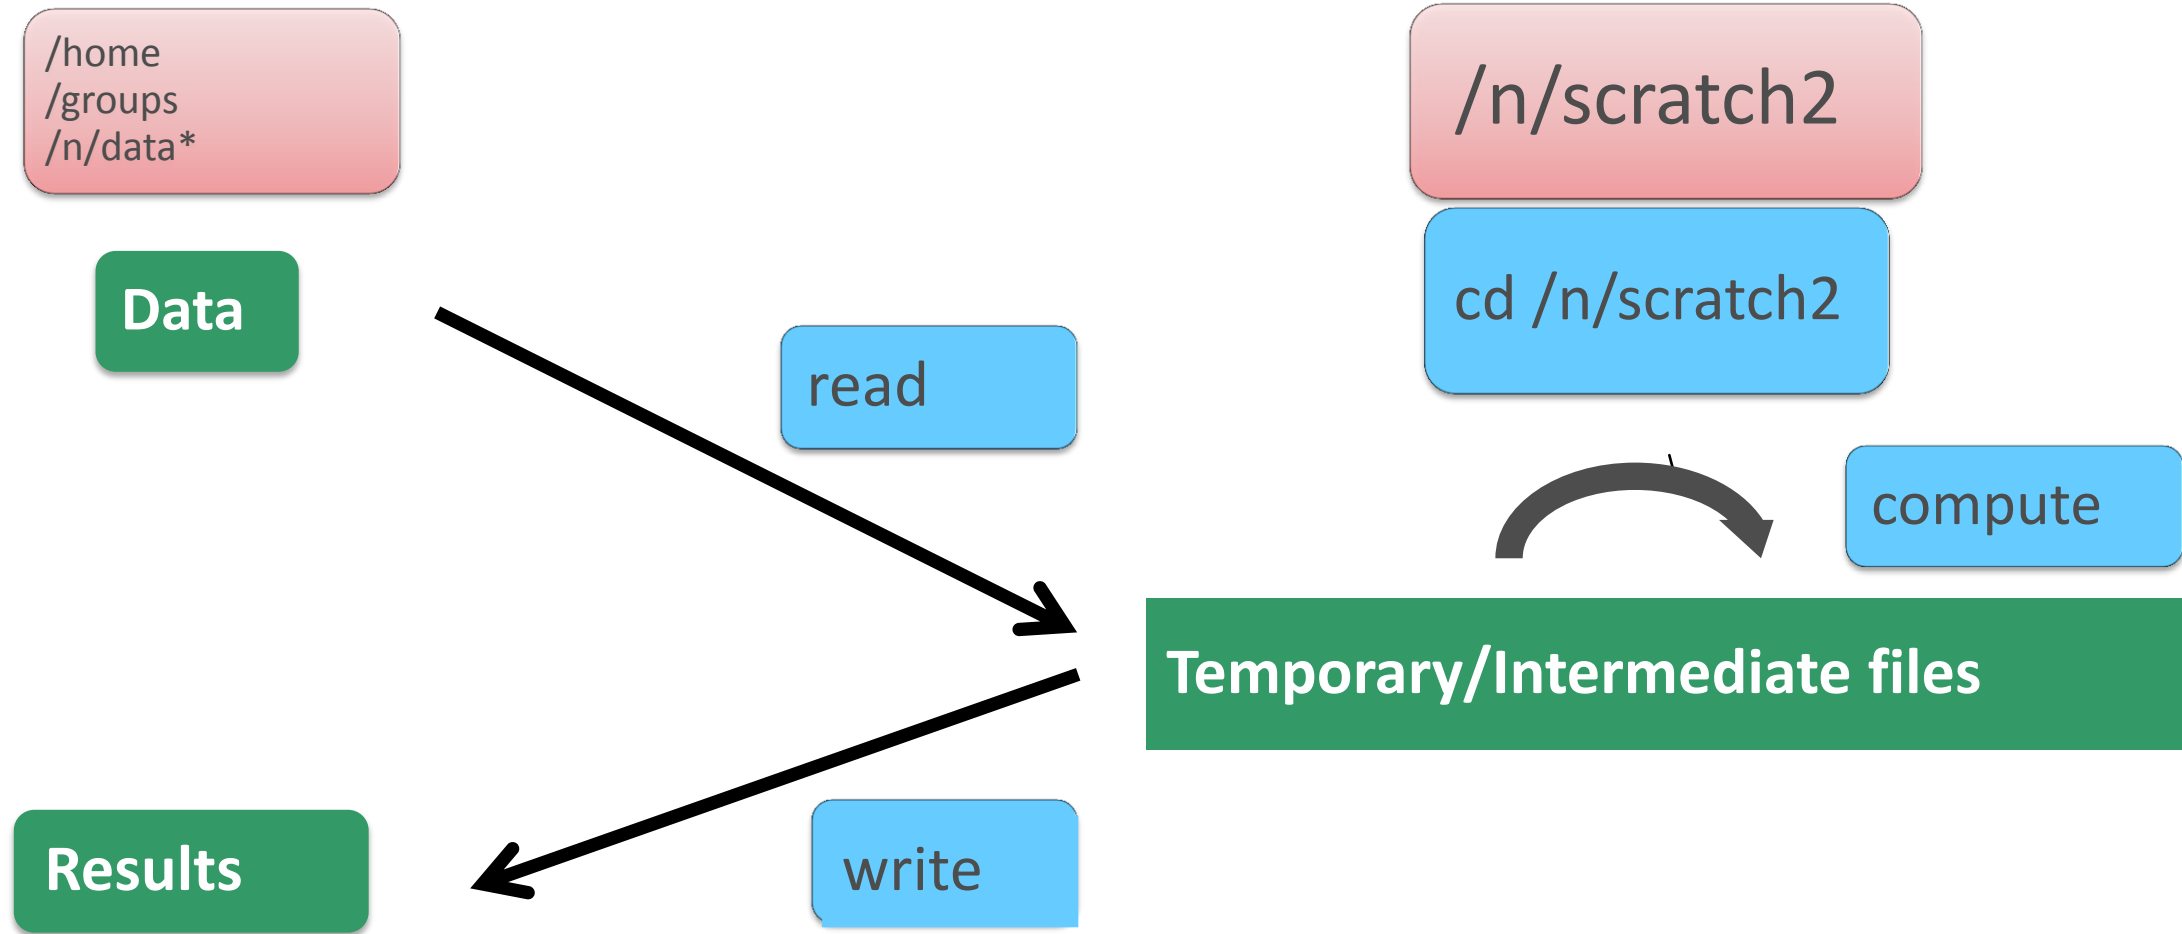 /home
/groups
/n/data*
/n/scratch2
Data
cd /n/scratch2
read
compute
Temporary/Intermediate files
Results
write